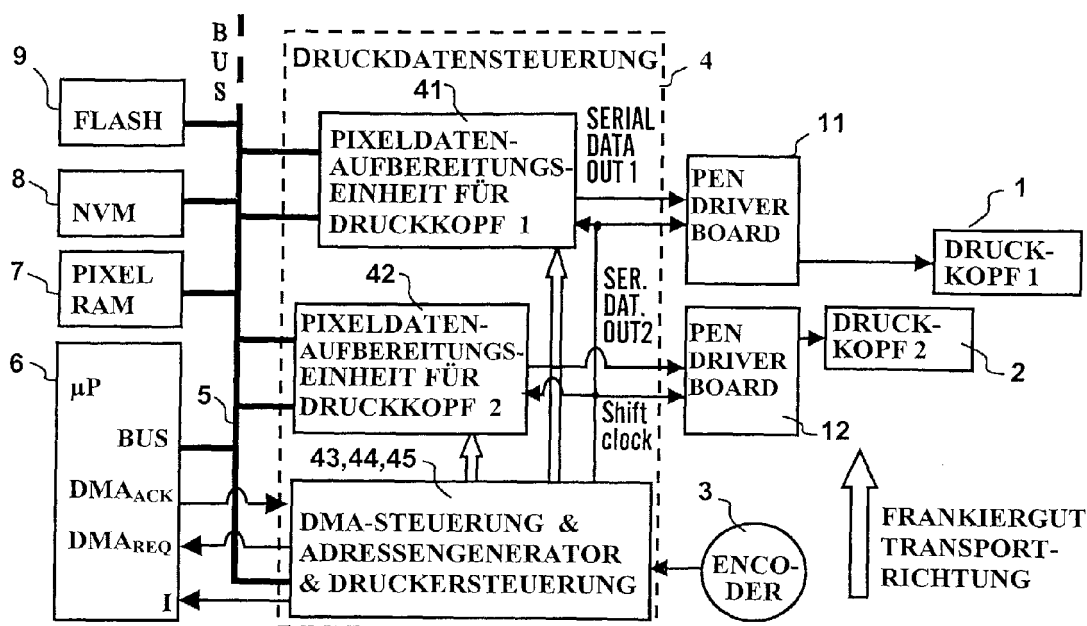 B
U
S
DRUCKDATENSTEUERUNG
4
9
FLASH
41
PIXELDATEN-
AUFBEREITUNGS-
EINHEIT FÜR
DRUCKKOPF 1
SERIAL
DATA
OUT 1
11
PEN
DRIVER
BOARD
1
DRUCK-
KOPF 1
8
NVM
7
PIXEL
RAM
42
PIXELDATEN-
AUFBEREITUNGS-
EINHEIT FÜR
DRUCKKOPF 2
SER.
DAT.
OUT2
PEN
DRIVER
BOARD
12
DRUCK-
KOPF 2
2
6
µP
BUS
DMAACK
DMAREQ
I
5
Shift
clock
43,44,45
DMA-STEUERUNG &
ADRESSENGENERATOR
& DRUCKERSTEUERUNG
3
ENCO-
DER
FRANKIERGUT
TRANSPORT-
RICHTUNG